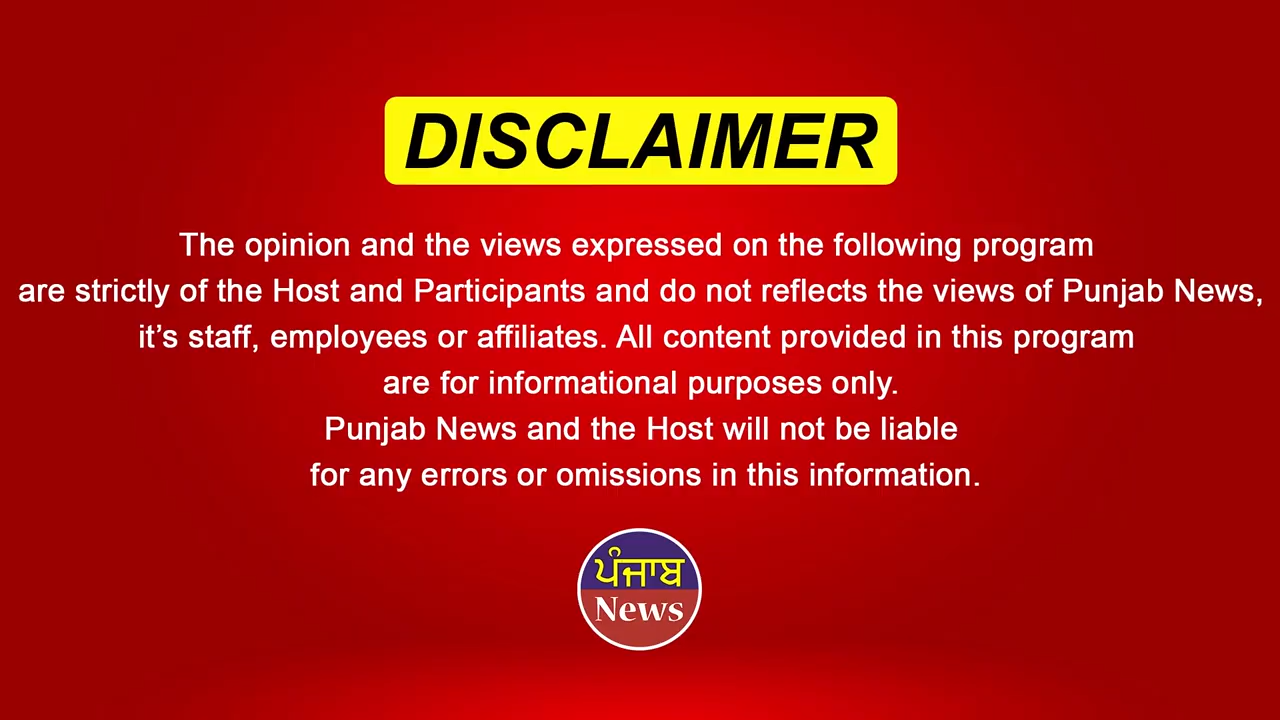 DISCLAIMER
The opinion and the views expressed on the following program
are strictly of the Host and Participants and do not reflects the views of Punjab News,
it’s staff, employees or affiliates. All content provided in this program
are for informational purposes only.
Punjab News and the Host will not be liable
for any errors or omissions in this information.
ਪੰਜਾਬ
News